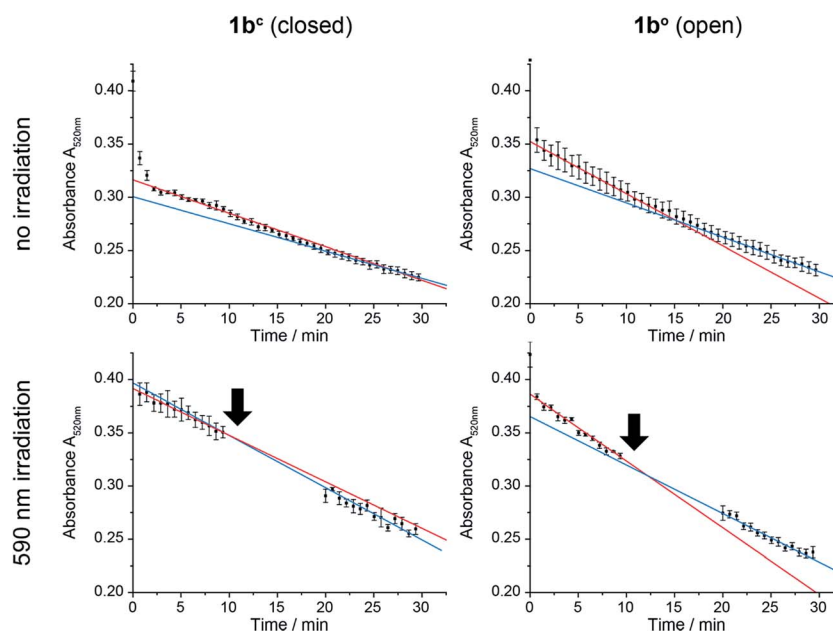 1bᶜ (closed)
1bᵒ (open)
no irradiation
Absorbance A520nm
0.40
0.35
0.30
0.25
0.20
0 5 10 15 20 25 30
Time / min
Absorbance A520nm
0.40
0.35
0.30
0.25
0.20
0 5 10 15 20 25 30
Time / min
590 nm irradiation
Absorbance A520nm
0.40
0.35
0.30
0.25
0.20
0 5 10 15 20 25 30
Time / min
Absorbance A520nm
0.40
0.35
0.30
0.25
0.20
0 5 10 15 20 25 30
Time / min